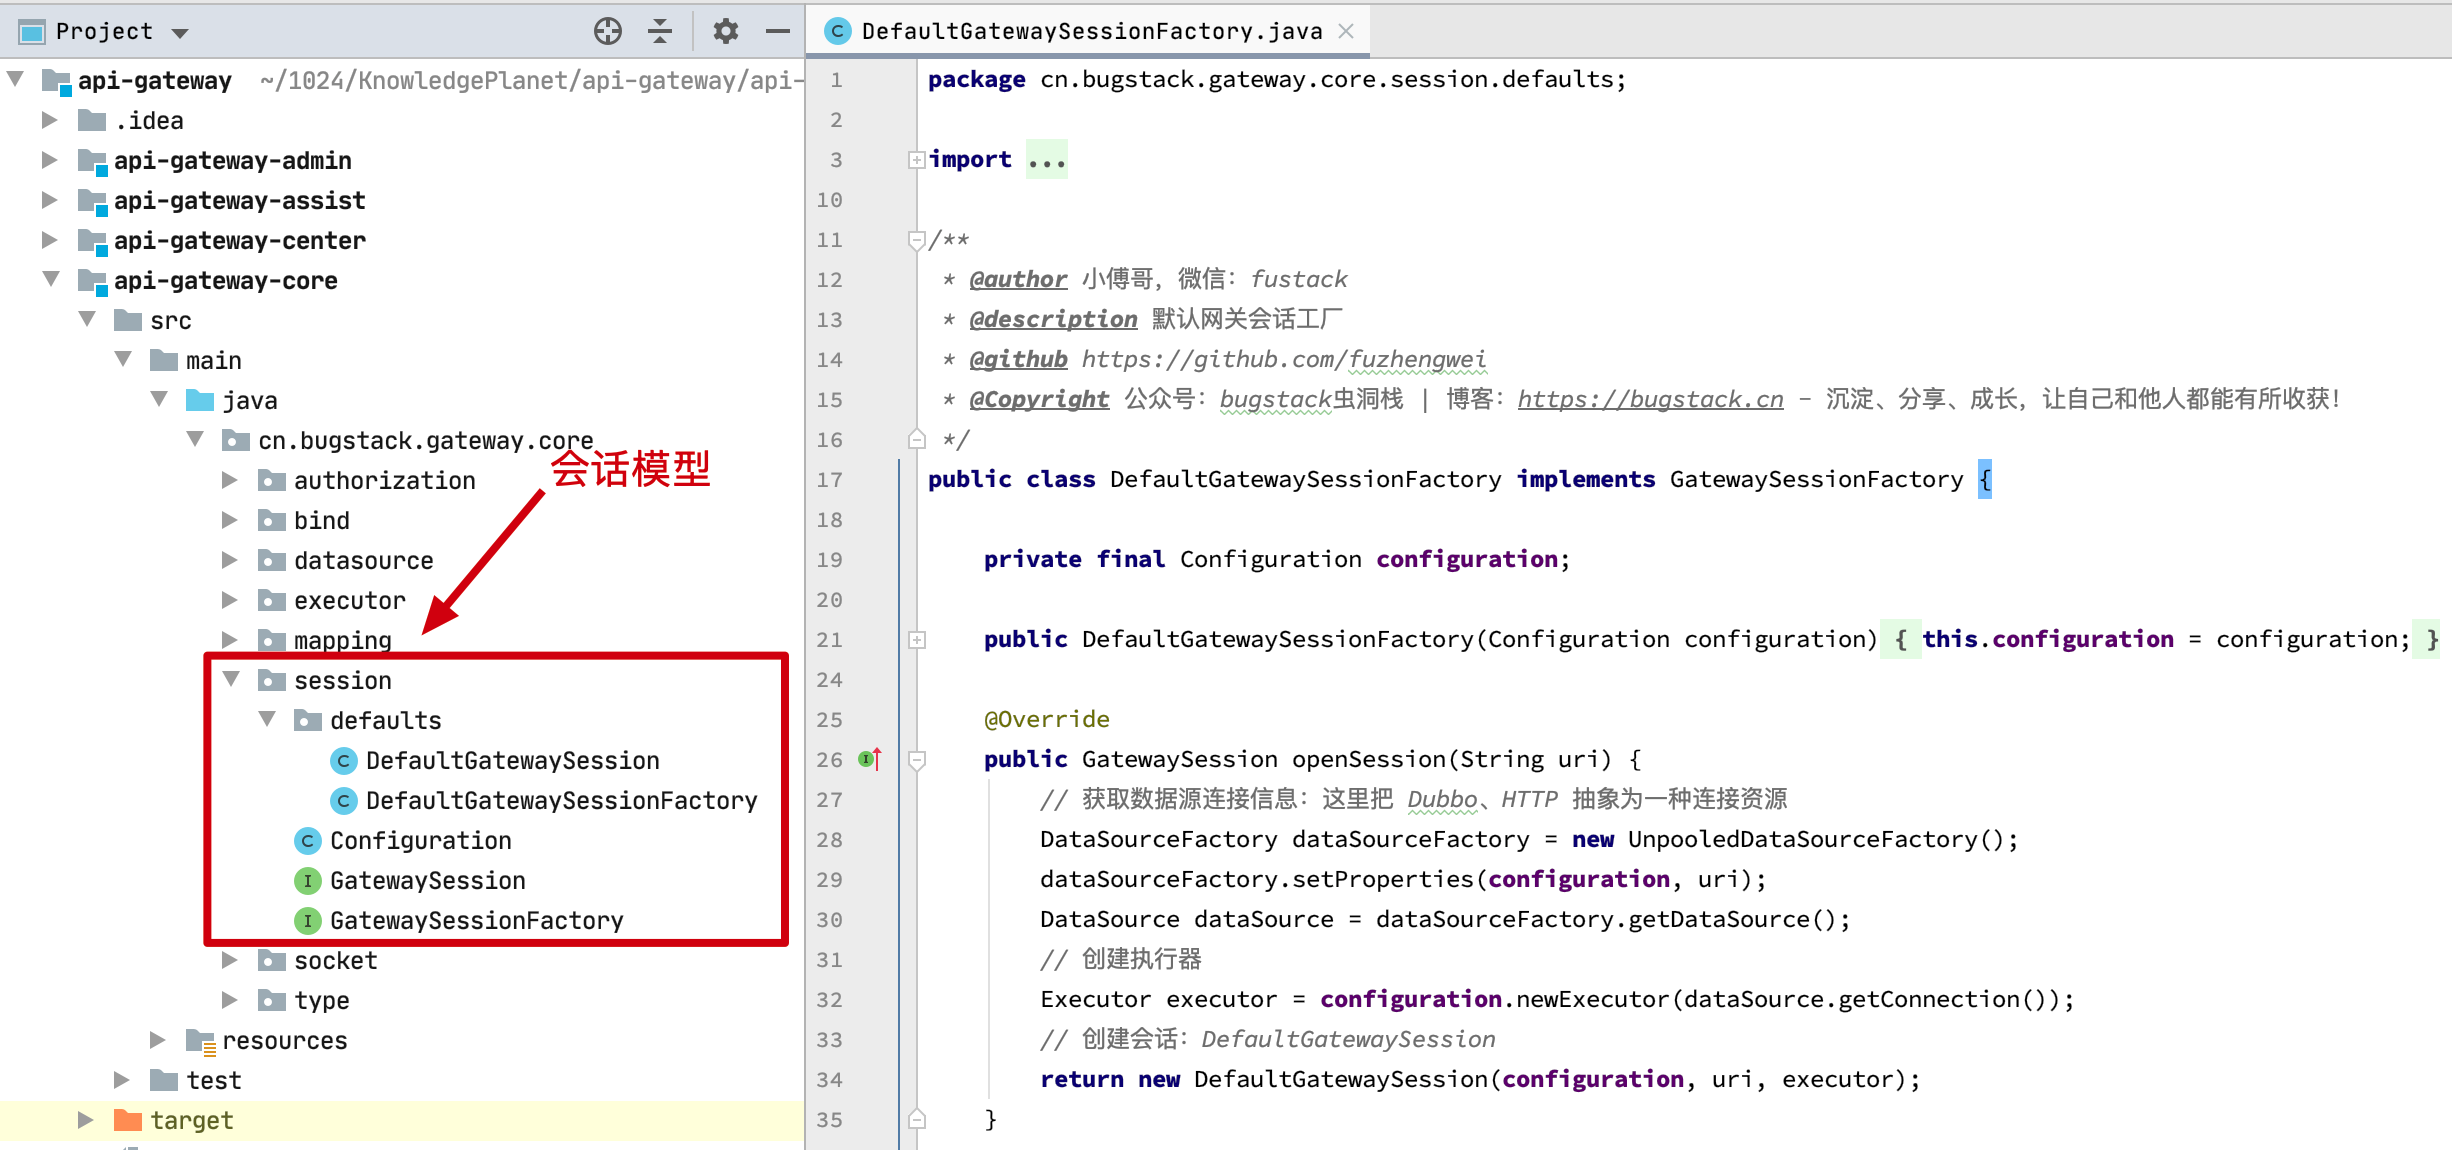 Project
api-gateway ~/1024/KnowledgePlanet/api-gateway/api-
.idea
api-gateway-admin
api-gateway-assist
api-gateway-center
api-gateway-core
src
main
java
cn.bugstack.gateway.core
会话模型
authorization
bind
datasource
executor
mapping
session
defaults
DefaultGatewaySession
DefaultGatewaySessionFactory
Configuration
GatewaySession
GatewaySessionFactory
socket
type
resources
test
target
DefaultGatewaySessionFactory.java
1 package cn.bugstack.gateway.core.session.defaults;
2
3 import ...
10
11 /**
12 * @author 小傅哥，微信：fustack
13 * @description 默认网关会话工厂
14 * @github https://github.com/fuzhengwei
15 * @Copyright 公众号：bugstack虫洞栈 | 博客：https://bugstack.cn - 沉淀、分享、成长，让自己和他人都能有所收获！
16 */
17 public class DefaultGatewaySessionFactory implements GatewaySessionFactory {
18
19 private final Configuration configuration;
20
21 public DefaultGatewaySessionFactory(Configuration configuration) { this.configuration = configuration; }
24
25 @Override
26 public GatewaySession openSession(String uri) {
27 // 获取数据源连接信息：这里把 Dubbo、HTTP 抽象为一种连接资源
28 DataSourceFactory dataSourceFactory = new UnpooledDataSourceFactory();
29 dataSourceFactory.setProperties(configuration, uri);
30 DataSource dataSource = dataSourceFactory.getDataSource();
31 // 创建执行器
32 Executor executor = configuration.newExecutor(dataSource.getConnection());
33 // 创建会话：DefaultGatewaySession
34 return new DefaultGatewaySession(configuration, uri, executor);
35 }